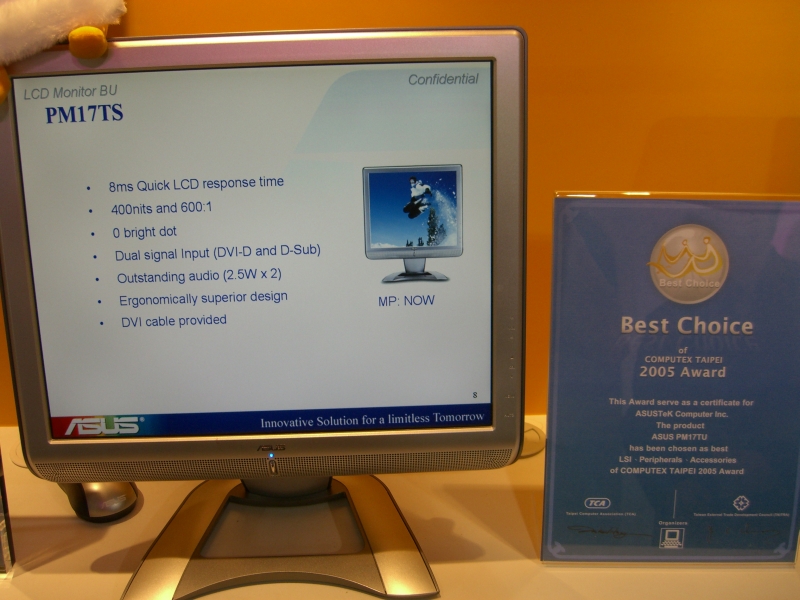 LCD Monitor BU
Confidential
PM17TS
• 8ms Quick LCD response time
• 400nits and 600:1
• 0 bright dot
• Dual signal Input (DVI-D and D-Sub)
• Outstanding audio (2.5W x 2)
• Ergonomically superior design
• DVI cable provided
MP: NOW
8
ASUS
Innovative Solution for a limitless Tomorrow
ASUS
Best Choice
Best Choice
of
COMPUTEX TAIPEI
2005 Award
This Award serve as a certificate for
ASUSTeK Computer Inc.
The product
ASUS PM17TU
has been chosen as best
LSI · Peripherals · Accessories
of COMPUTEX TAIPEI 2005 Award
TCA
Organizers